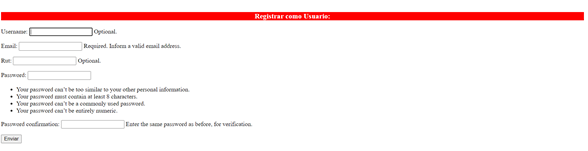 Registrar como Usuario:
Username: Optional.
Email: Required. Inform a valid email address.
Rut: Optional.
Password:
• Your password can't be too similar to your other personal information.
• Your password must contain at least 8 characters.
• Your password can't be a commonly used password.
• Your password can't be entirely numeric.
Password confirmation: Enter the same password as before, for verification.
Enviar